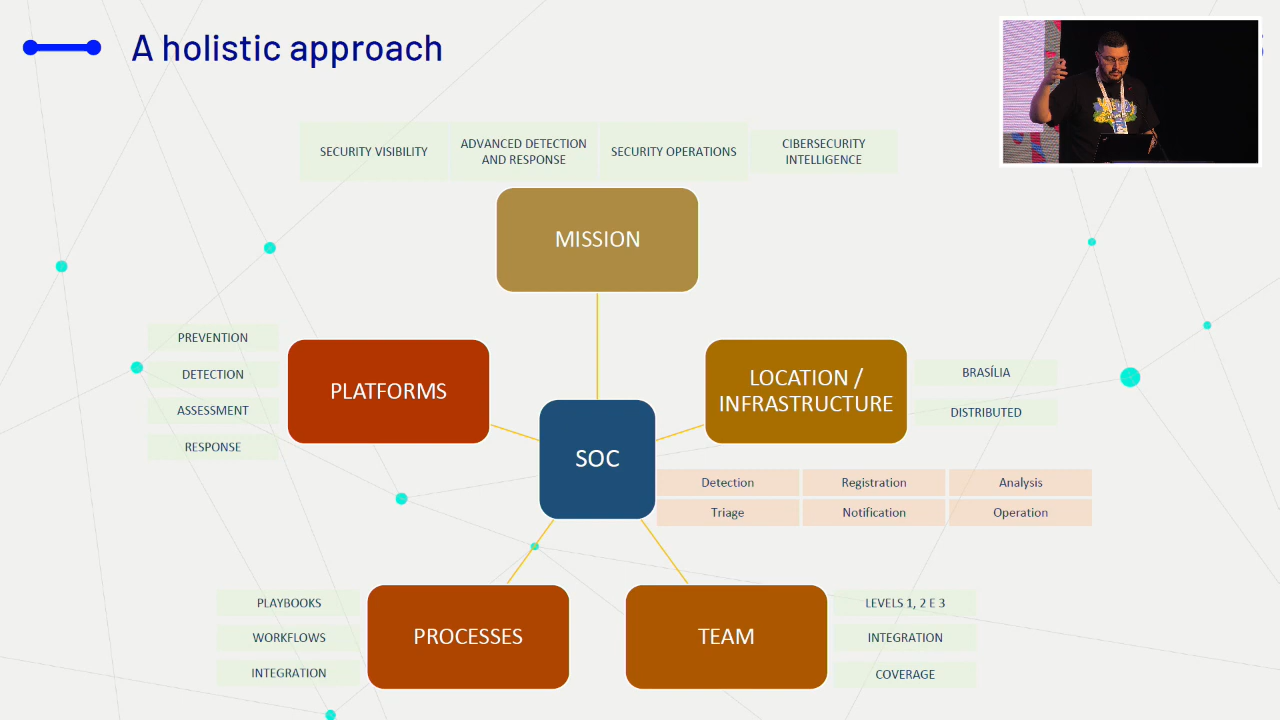 A holistic approach
SECURITY VISIBILITY
ADVANCED DETECTION
AND RESPONSE
SECURITY OPERATIONS
CIBERSECURITY
INTELLIGENCE
MISSION
PREVENTION
DETECTION
ASSESSMENT
RESPONSE
PLATFORMS
LOCATION /
INFRASTRUCTURE
BRASÍLIA
DISTRIBUTED
SOC
Detection
Registration
Analysis
Triage
Notification
Operation
PLAYBOOKS
WORKFLOWS
INTEGRATION
PROCESSES
TEAM
LEVELS 1, 2 E 3
INTEGRATION
COVERAGE